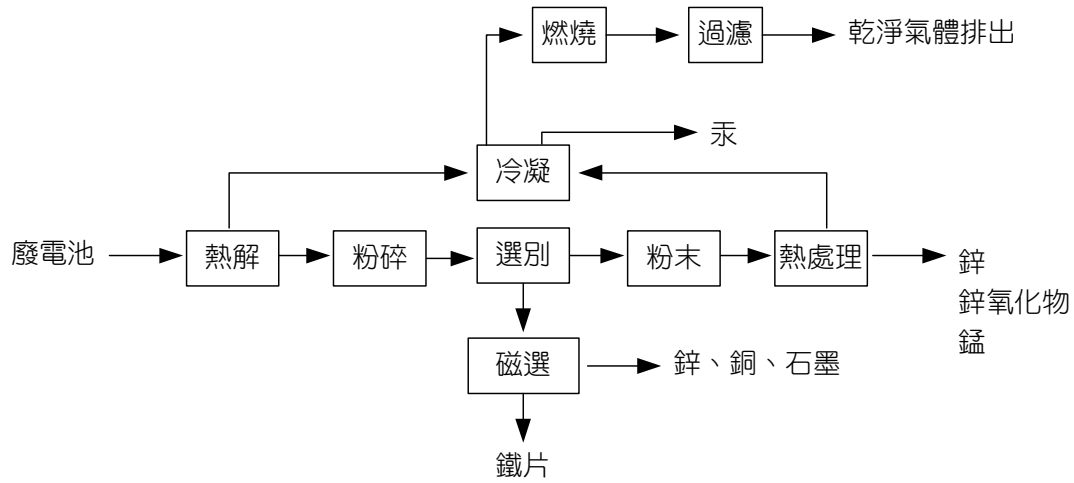 燃燒
過濾
乾淨氣體排出
汞
冷凝
廢電池
熱解
粉碎
選別
粉末
熱處理
鋅
鋅氧化物
錳
磁選
鋅、銅、石墨
鐵片